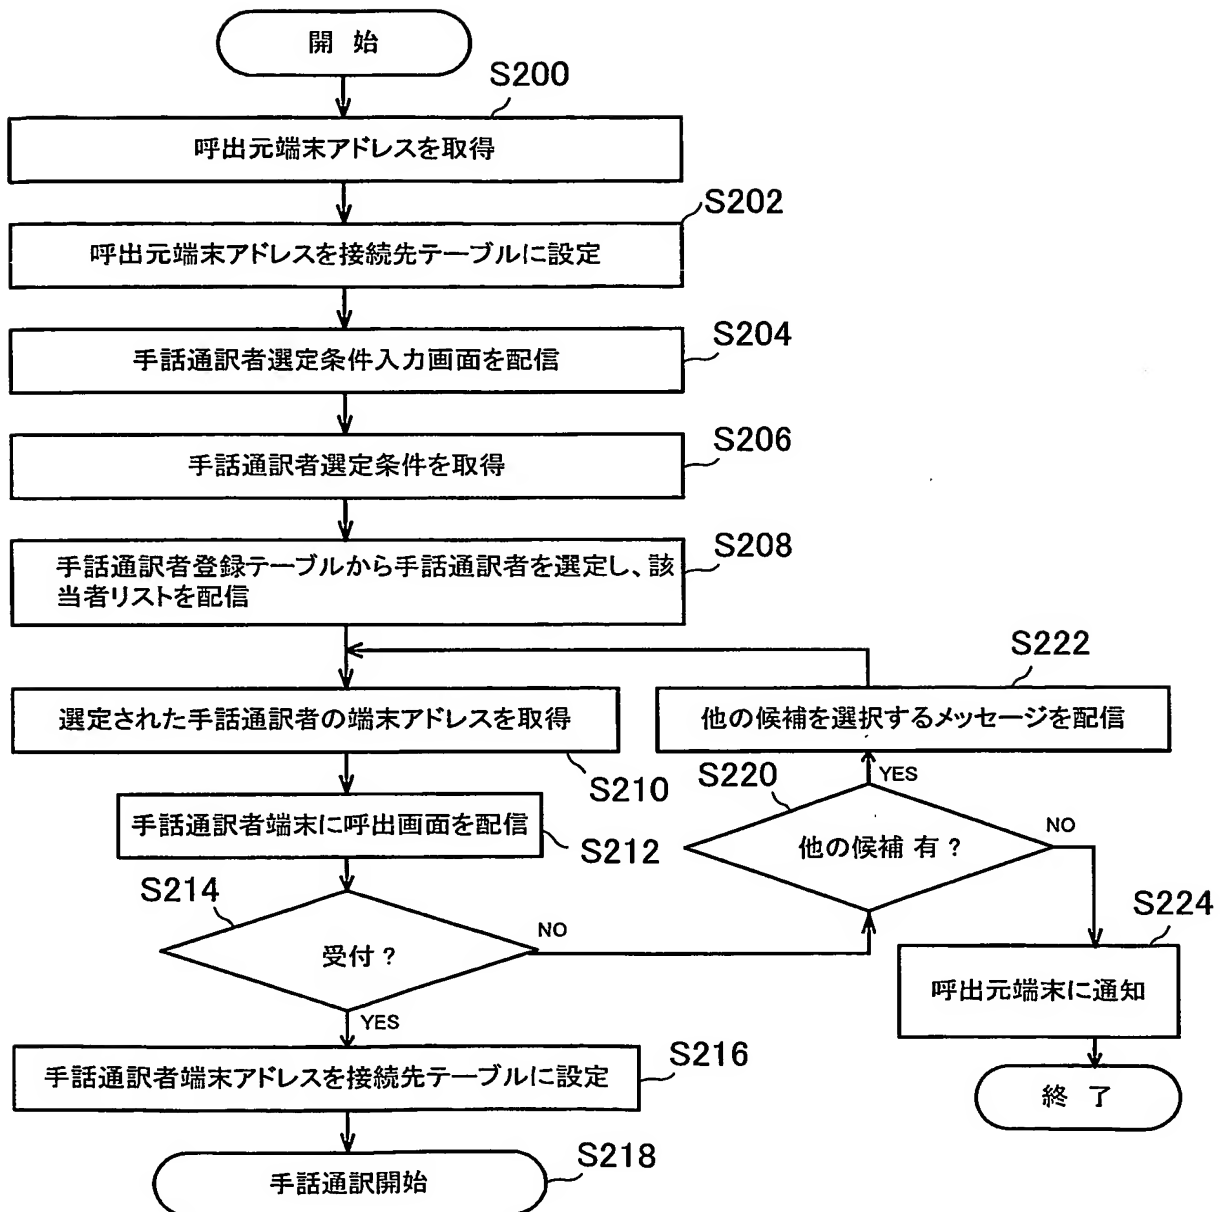 開 始
S200
呼出元端末アドレスを取得
S202
呼出元端末アドレスを接続先テーブルに設定
S204
手話通訳者選定条件入力画面を配信
S206
手話通訳者選定条件を取得
S208
手話通訳者登録テーブルから手話通訳者を選定し、該
当者リストを配信
S222
選定された手話通訳者の端末アドレスを取得
他の候補を選択するメッセージを配信
S210
S220
YES
手話通訳者端末に呼出画面を配信
S212
他の候補 有 ?
NO
S214
受付 ?
NO
S224
呼出元端末に通知
YES
S216
手話通訳者端末アドレスを接続先テーブルに設定
終 了
S218
手話通訳開始